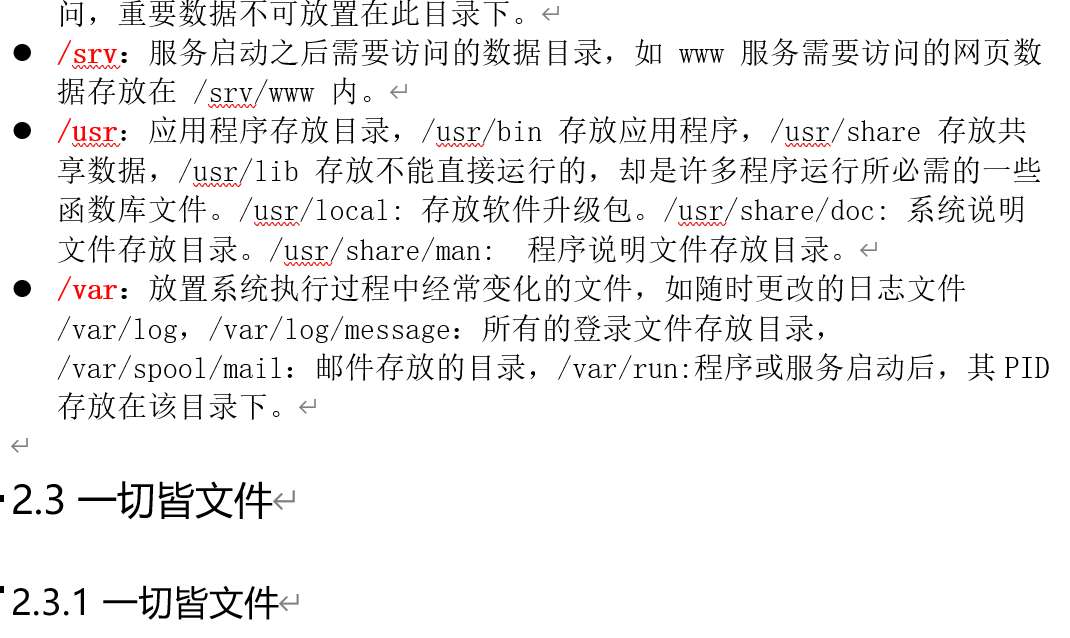 问，重要数据不可放置在此目录下。
● /srv：服务启动之后需要访问的数据目录，如 www 服务需要访问的网页数
据存放在 /srv/www 内。
● /usr：应用程序存放目录，/usr/bin 存放应用程序，/usr/share 存放共
享数据，/usr/lib 存放不能直接运行的，却是许多程序运行所必需的一些
函数库文件。/usr/local: 存放软件升级包。/usr/share/doc: 系统说明
文件存放目录。/usr/share/man:  程序说明文件存放目录。
● /var：放置系统执行过程中经常变化的文件，如随时更改的日志文件
/var/log，/var/log/message：所有的登录文件存放目录，
/var/spool/mail：邮件存放的目录，/var/run:程序或服务启动后，其 PID
存放在该目录下。
2.3 一切皆文件
2.3.1 一切皆文件